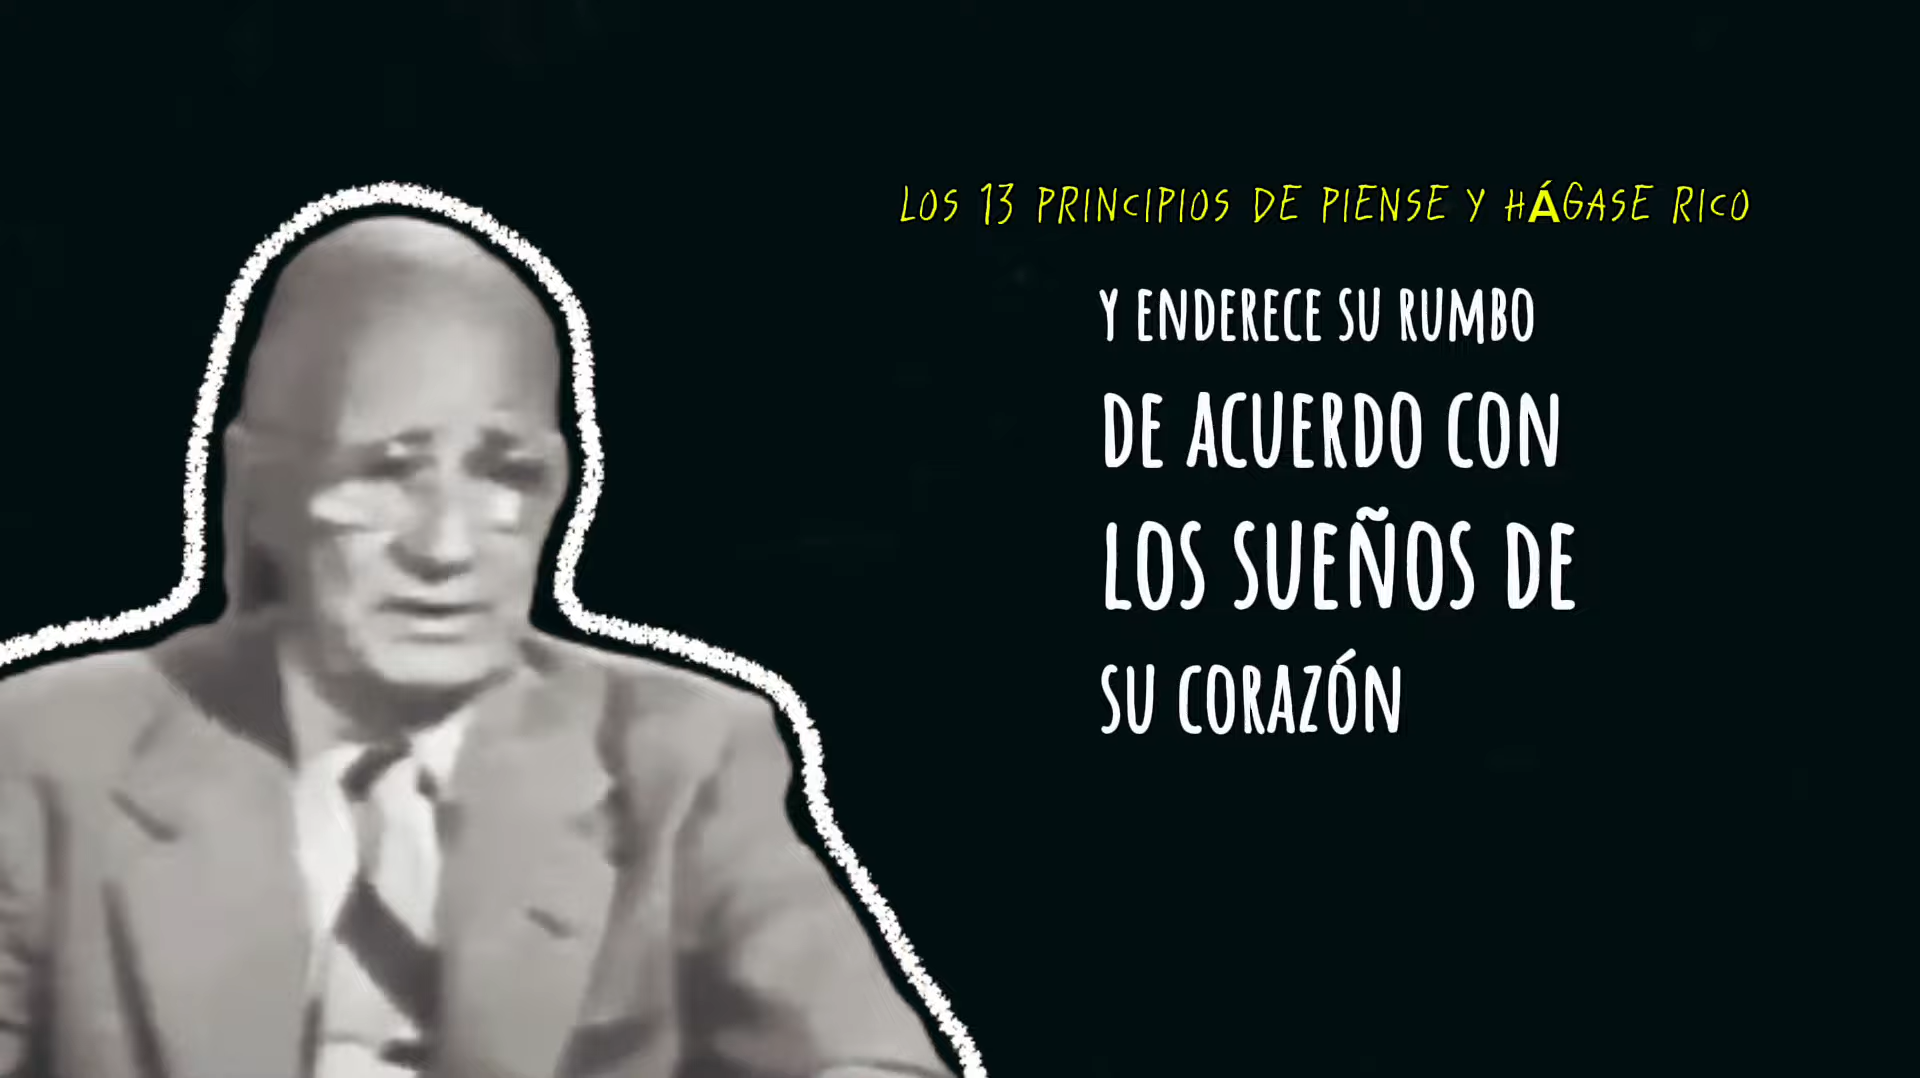 LOS 13 PRINCIPIOS DE PIENSE Y HÁGASE RICO
Y ENDERECE SU RUMBO
DE ACUERDO CON
LOS SUEÑOS DE
SU CORAZÓN